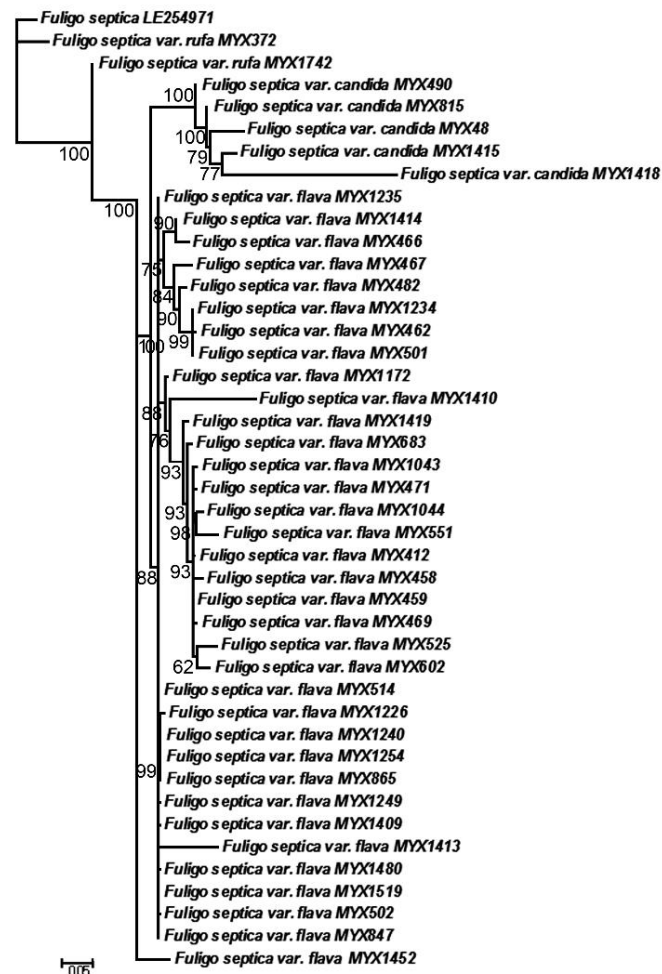 Fuligo septica LE254971
Fuligo septica var. rufa MYX372
Fuligo septica var. rufa MYX1742
Fuligo septica var. candida MYX490
100
Fuligo septica var. candida MYX815
Fuligo septica var. candida MYX48
100
Fuligo septica var. candida MYX1415
100
79
Fuligo septica var. candida MYX1418
77
Fuligo septica var. flava MYX1235
100
Fuligo septica var. flava MYX1414
90
Fuligo septica var. flava MYX466
Fuligo septica var. flava MYX467
75
Fuligo septica var. flava MYX482
84
Fuligo septica var. flava MYX1234
90
Fuligo septica var. flava MYX462
99
100
Fuligo septica var. flava MYX501
Fuligo septica var. flava MYX1172
Fuligo septica var. flava MYX1410
88
Fuligo septica var. flava MYX1419
76
Fuligo septica var. flava MYX683
Fuligo septica var. flava MYX1043
93
Fuligo septica var. flava MYX471
Fuligo septica var. flava MYX1044
93
Fuligo septica var. flava MYX551
98
Fuligo septica var. flava MYX412
93
Fuligo septica var. flava MYX458
88
Fuligo septica var. flava MYX459
Fuligo septica var. flava MYX469
Fuligo septica var. flava MYX525
Fuligo septica var. flava MYX602
62
Fuligo septica var. flava MYX514
Fuligo septica var. flava MYX1226
Fuligo septica var. flava MYX1240
Fuligo septica var. flava MYX1254
99
Fuligo septica var. flava MYX865
Fuligo septica var. flava MYX1249
Fuligo septica var. flava MYX1409
Fuligo septica var. flava MYX1413
Fuligo septica var. flava MYX1480
Fuligo septica var. flava MYX1519
Fuligo septica var. flava MYX502
Fuligo septica var. flava MYX847
Fuligo septica var. flava MYX1452
0.05